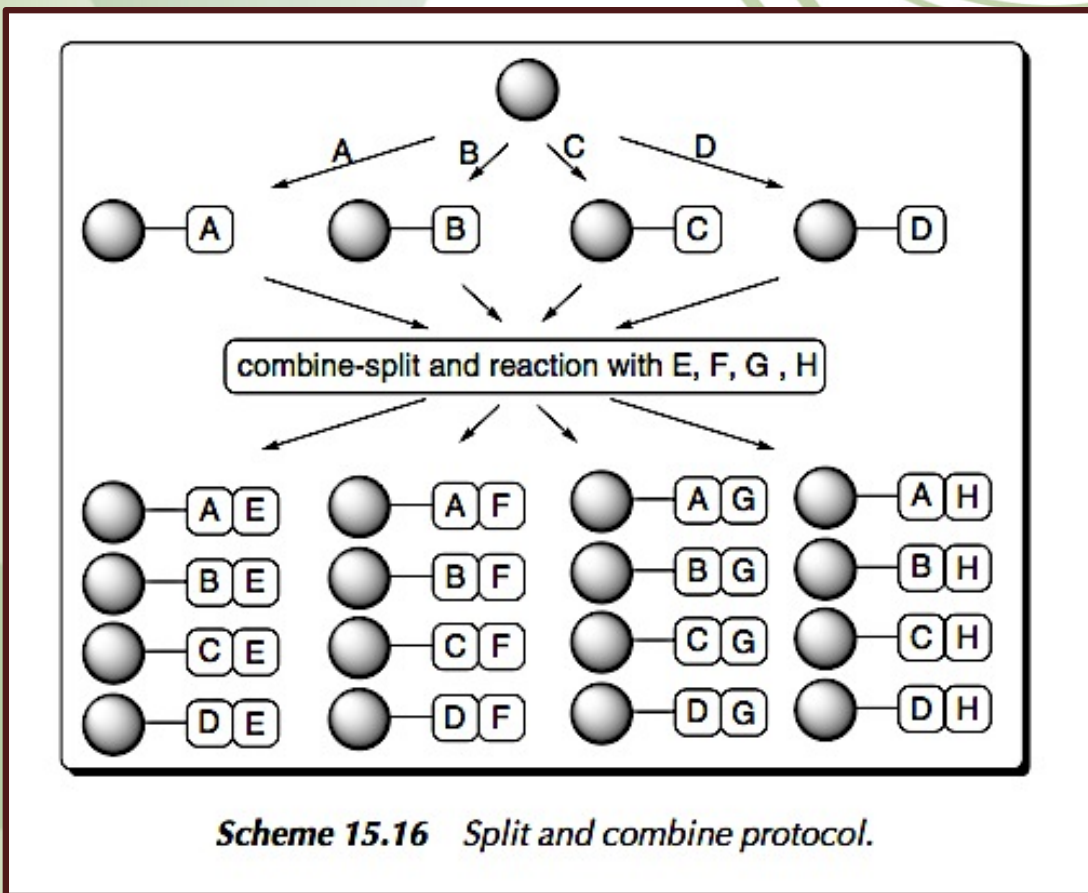 A B C D
A B C D
combine-split and reaction with E, F, G , H
A E A F A G A H
B E B F B G B H
C E C F C G C H
D E D F D G D H
Scheme 15.16 Split and combine protocol.